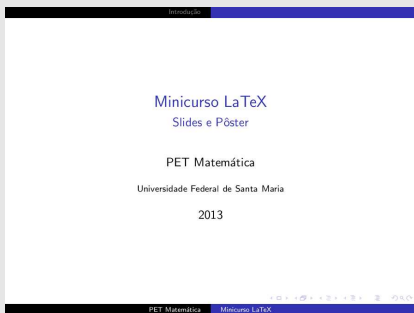 Introdução
Minicurso LaTeX
Slides e Pôster
PET Matemática
Universidade Federal de Santa Maria
2013
PET Matemática Minicurso LaTeX